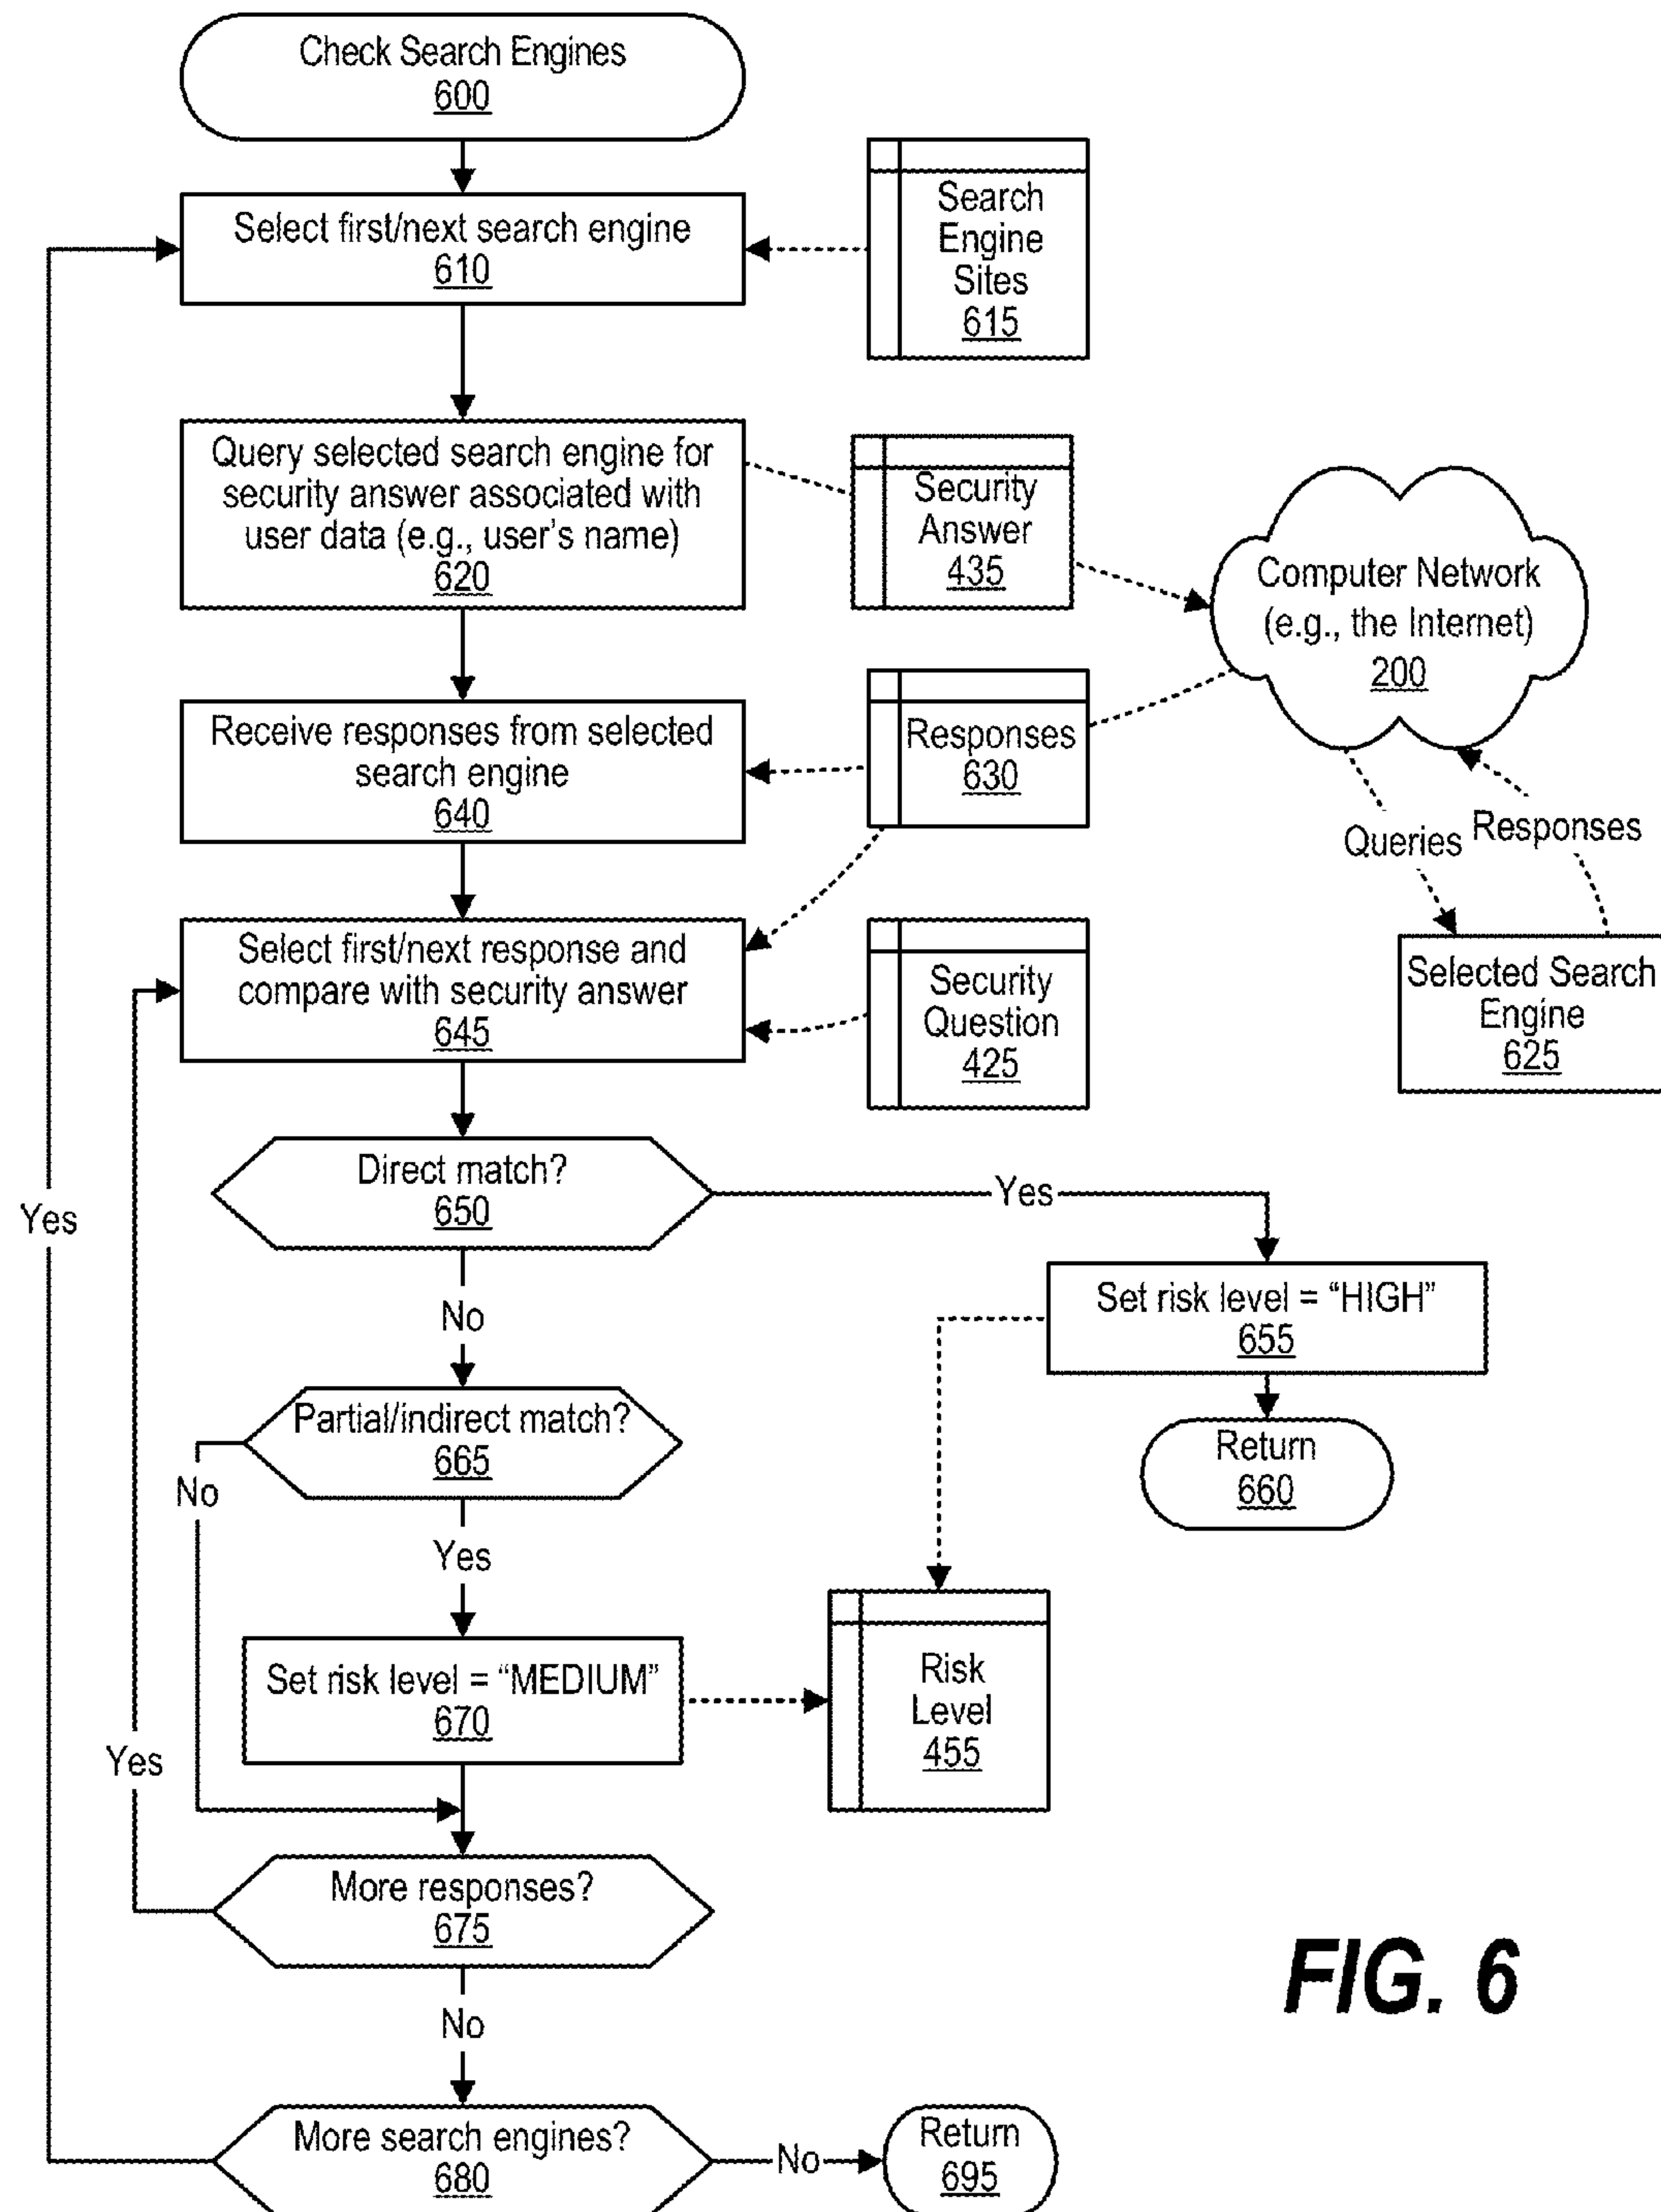 Check Search Engines
600
Select first/next search engine
610
Search
Engine
Sites
615
Query selected search engine for
security answer associated with
user data (e.g., user's name)
620
Security
Answer
435
Computer Network
(e.g., the Internet)
200
Receive responses from selected
search engine
640
Responses
630
Queries
Responses
Select first/next response and
compare with security answer
645
Security
Question
425
Selected Search
Engine
625
Direct match?
650
Yes
Yes
No
Set risk level = “HIGH”
655
Return
660
Partial/indirect match?
665
No
Yes
Set risk level = “MEDIUM”
670
Risk
Level
455
Yes
More responses?
675
No
FIG. 6
More search engines?
680
No
Return
695